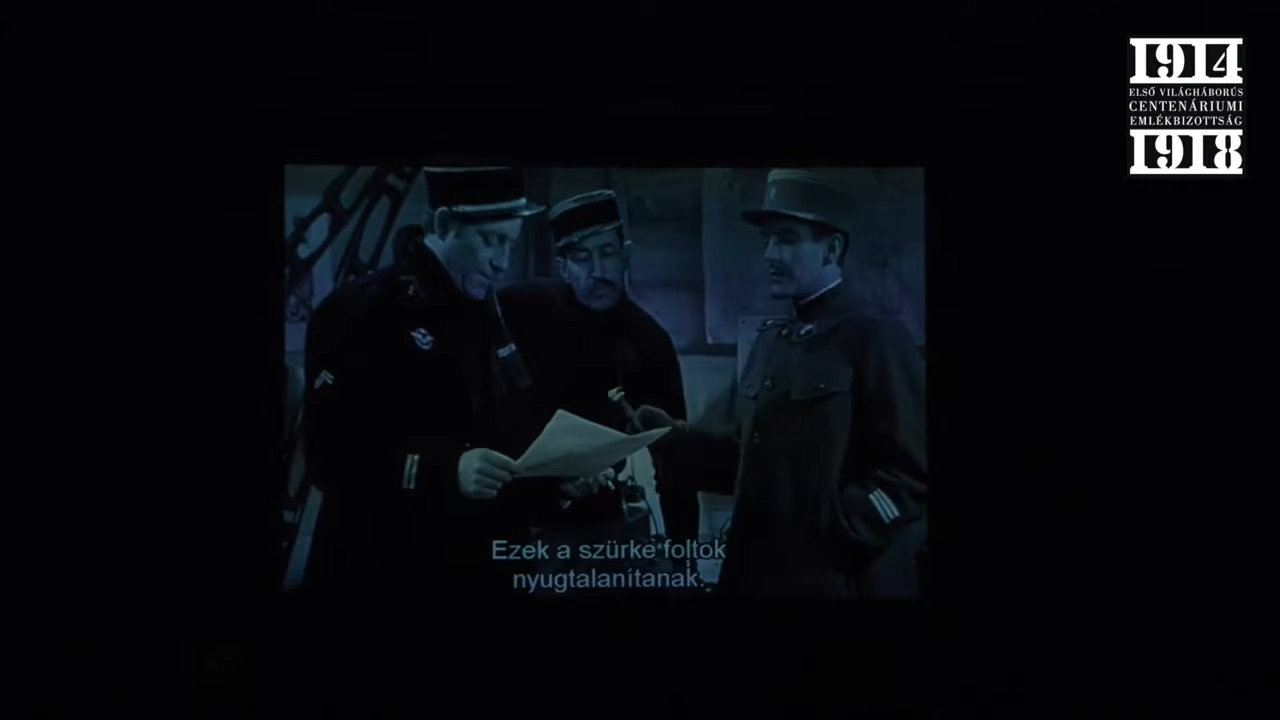 1914
ELSŐ VILÁGHÁBORÚS
CENTENÁRIUMI
EMLÉKBIZOTTSÁG
1918
Ezek a szürke foltok
nyugtalanítanak.